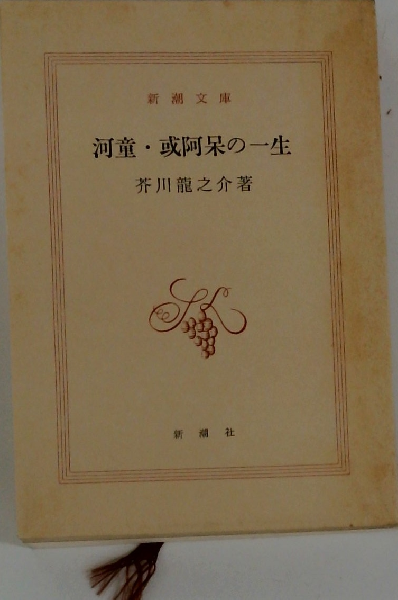 新潮文庫
河童・或阿呆の一生
芥川龍之介著
新潮社